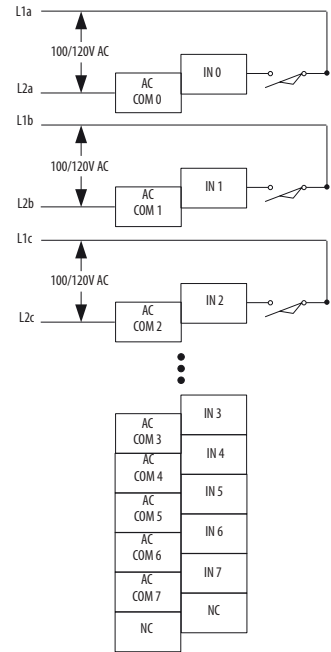 L1a
100/120V AC
IN 0
L2a
AC
COM 0
L1b
100/120V AC
IN 1
AC
COM 1
L2b
L1c
100/120V AC
IN 2
AC
COM 2
L2c
IN 3
AC
COM 3
IN 4
AC
COM 4
IN 5
AC
COM 5
IN 6
AC
COM 6
IN 7
AC
COM 7
NC
NC